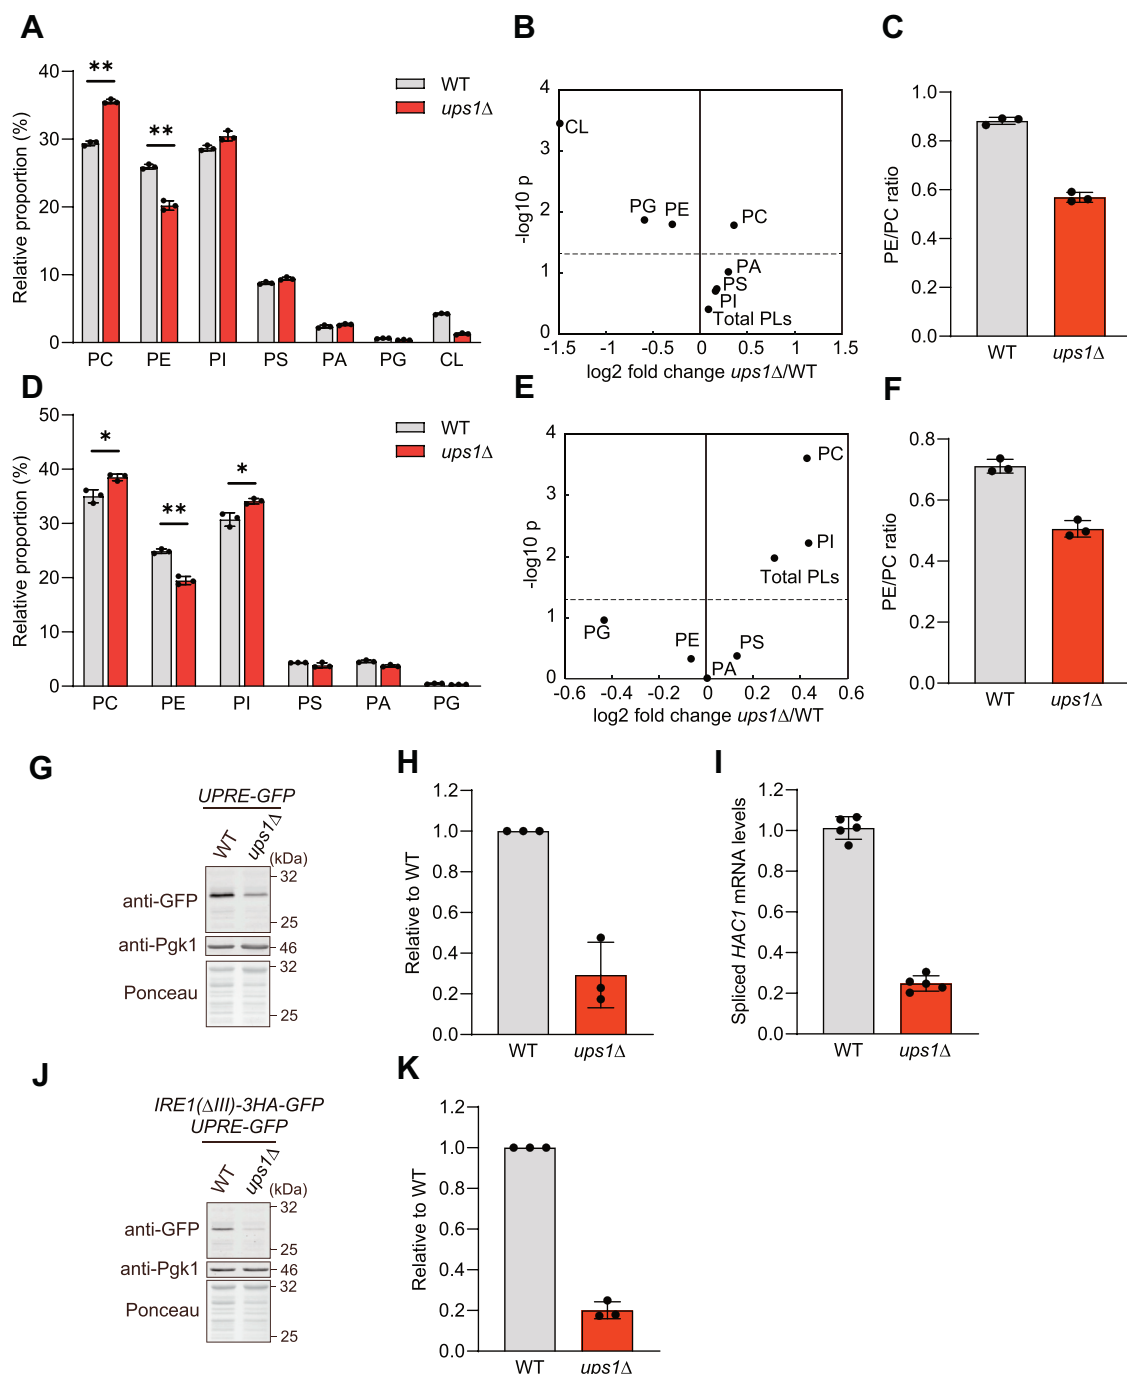 A
Relative proportion (%)
40
30
20
10
0
**
**
WT
ups1Δ
PC PE PI PS PA PG CL
B
-log10 p
4
3
2
1
0
CL
PG PE PC
PA
PS
PI
Total PLs
-1.5 -1 -0.5 0 0.5 1 1.5
log2 fold change ups1Δ/WT
C
PE/PC ratio
1.0
0.8
0.6
0.4
0.2
0.0
WT ups1Δ
D
Relative proportion (%)
50
40
30
20
10
0
*
**
*
WT
ups1Δ
PC PE PI PS PA PG
E
-log10 p
4
3
2
1
0
PC
PI
Total PLs
PG
PE PS
PA
-0.6 -0.4 -0.2 0 0.2 0.4 0.6
log2 fold change ups1Δ/WT
F
PE/PC ratio
0.8
0.6
0.4
0.2
0.0
WT ups1Δ
G
UPRE-GFP
WT ups1Δ
(kDa)
anti-GFP
32
25
anti-Pgk1
46
Ponceau
32
25
H
Relative to WT
1.2
1.0
0.8
0.6
0.4
0.2
0.0
WT ups1Δ
I
Spliced HAC1 mRNA levels
1.2
1.0
0.8
0.6
0.4
0.2
0.0
WT ups1Δ
J
IRE1(ΔIII)-3HA-GFP
UPRE-GFP
WT ups1Δ
(kDa)
anti-GFP
32
25
anti-Pgk1
46
Ponceau
32
25
K
Relative to WT
1.2
1.0
0.8
0.6
0.4
0.2
0.0
WT ups1Δ